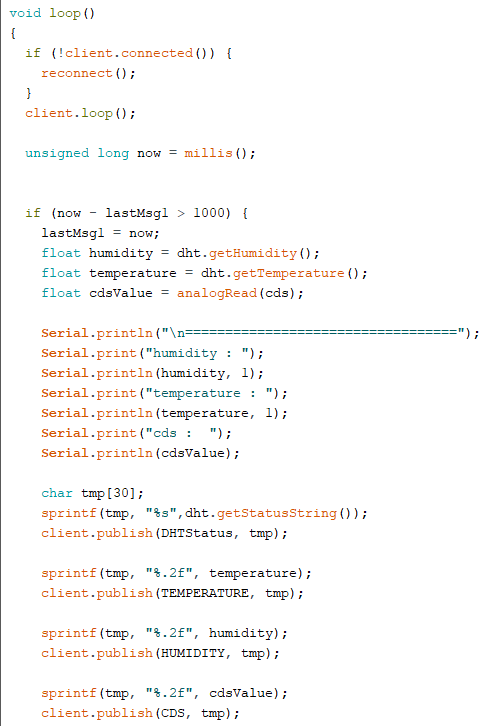 void loop()
{
  if (!client.connected()) {
    reconnect();
  }
  client.loop();

  unsigned long now = millis();


  if (now - lastMsg1 > 1000) {
    lastMsg1 = now;
    float humidity = dht.getHumidity();
    float temperature = dht.getTemperature();
    float cdsValue = analogRead(cds);

    Serial.println("\n==================================");
    Serial.print("humidity : ");
    Serial.println(humidity, 1);
    Serial.print("temperature : ");
    Serial.println(temperature, 1);
    Serial.print("cds :  ");
    Serial.println(cdsValue);

    char tmp[30];
    sprintf(tmp, "%s",dht.getStatusString());
    client.publish(DHTStatus, tmp);

    sprintf(tmp, "%.2f", temperature);
    client.publish(TEMPERATURE, tmp);

    sprintf(tmp, "%.2f", humidity);
    client.publish(HUMIDITY, tmp);

    sprintf(tmp, "%.2f", cdsValue);
    client.publish(CDS, tmp);